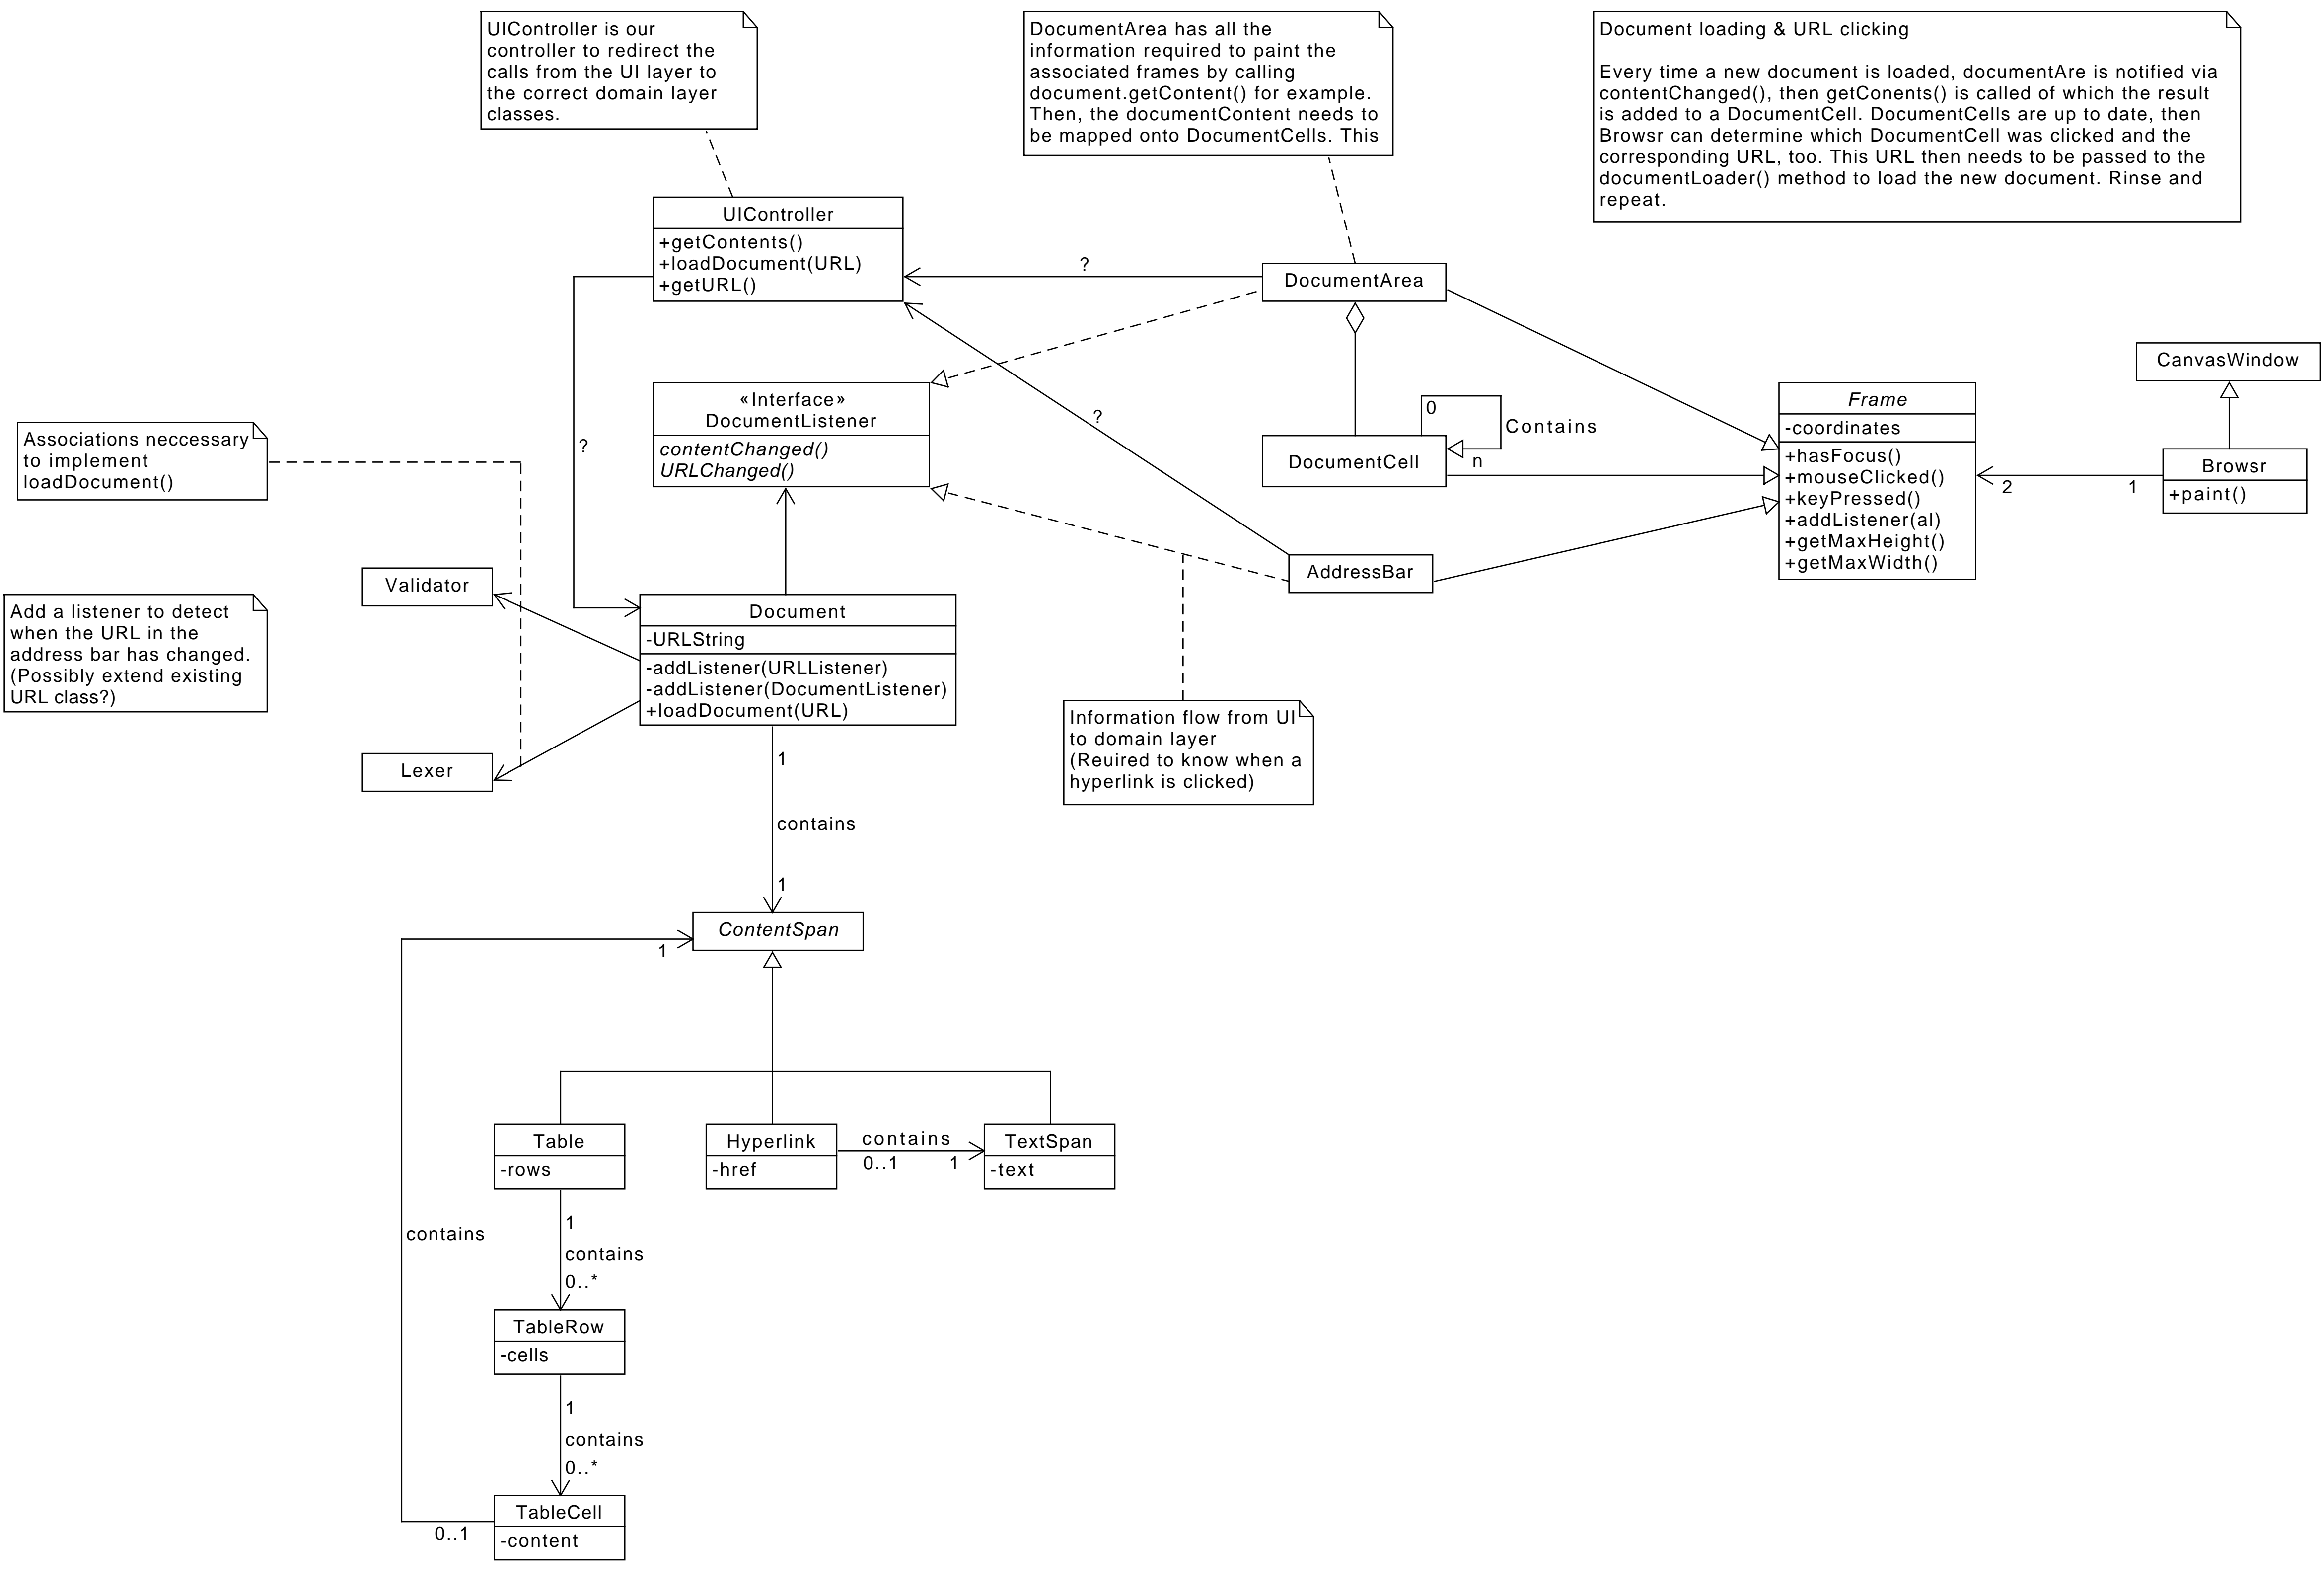 UIController is our
controller to redirect the
calls from the UI layer to
the correct domain layer
classes.
DocumentArea has all the
information required to paint the
associated frames by calling
document.getContent() for example.
Then, the documentContent needs to
be mapped onto DocumentCells. This
Document loading & URL clicking
Every time a new document is loaded, documentAre is notified via
contentChanged(), then getConents() is called of which the result
is added to a DocumentCell. DocumentCells are up to date, then
Browsr can determine which DocumentCell was clicked and the
corresponding URL, too. This URL then needs to be passed to the
documentLoader() method to load the new document. Rinse and
repeat.
UIController
+getContents()
+loadDocument(URL)
+getURL()
?
DocumentArea
CanvasWindow
«Interface»
DocumentListener
contentChanged()
URLChanged()
?
?
0
Contains
n
DocumentCell
Frame
-coordinates
+hasFocus()
+mouseClicked()
+keyPressed()
+addListener(al)
+getMaxHeight()
+getMaxWidth()
2
1
Browsr
+paint()
Associations neccessary
to implement
loadDocument()
AddressBar
Validator
Add a listener to detect
when the URL in the
address bar has changed.
(Possibly extend existing
URL class?)
Document
-URLString
-addListener(URLListener)
-addListener(DocumentListener)
+loadDocument(URL)
Lexer
Information flow from UI
to domain layer
(Reuired to know when a
hyperlink is clicked)
1
contains
1
ContentSpan
1
Table
-rows
Hyperlink
-href
contains
0..1
1
TextSpan
-text
contains
1
contains
0..*
TableRow
-cells
1
contains
0..*
TableCell
-content
0..1